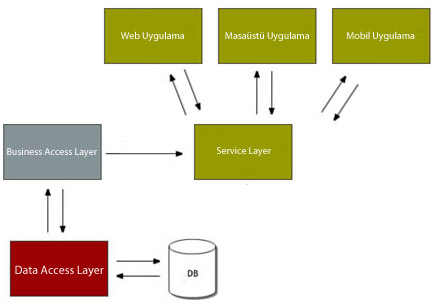 Web Uygulama
Masaüstü Uygulama
Mobil Uygulama
Business Access Layer
Service Layer
Data Access Layer
DB